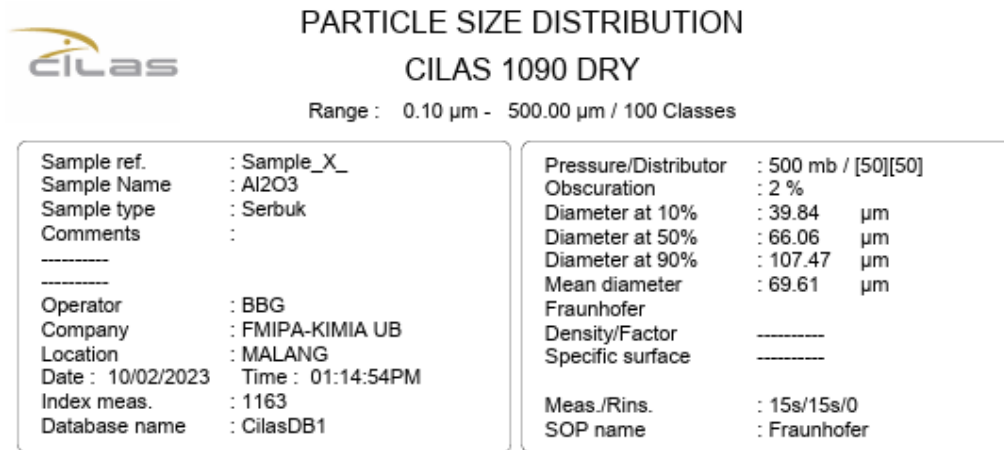 cilas
PARTICLE SIZE DISTRIBUTION
CILAS 1090 DRY
Range : 0.10 µm - 500.00 µm / 100 Classes
Sample ref. : Sample_X_
Sample Name : Al2O3
Sample type : Serbuk
Comments :
----------
----------
Operator : BBG
Company : FMIPA-KIMIA UB
Location : MALANG
Date : 10/02/2023 Time : 01:14:54PM
Index meas. : 1163
Database name : CilasDB1
Pressure/Distributor : 500 mb / [50][50]
Obscuration : 2 %
Diameter at 10% : 39.84 µm
Diameter at 50% : 66.06 µm
Diameter at 90% : 107.47 µm
Mean diameter : 69.61 µm
Fraunhofer
Density/Factor ----------
Specific surface ----------
Meas./Rins. : 15s/15s/0
SOP name : Fraunhofer